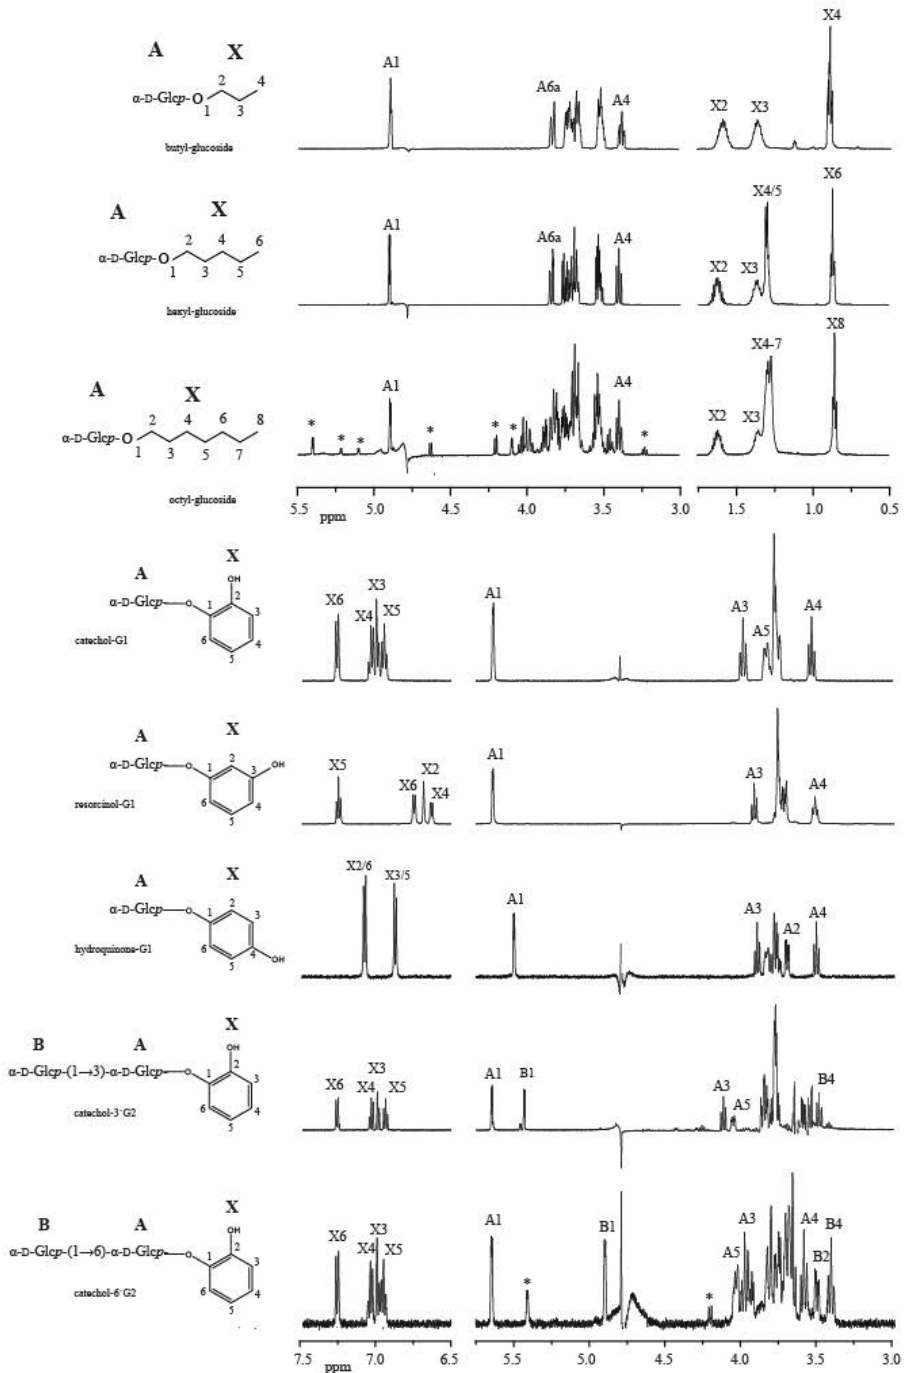 A X
α-D-Glcp-O 1 2 3 4
butyl-glucoside
A1 A6a A4 X2 X3 X4
A X
α-D-Glcp-O 1 2 3 4 5 6
hexyl-glucoside
A1 A6a A4 X2 X3 X4/5 X6
A X
α-D-Glcp-O 1 2 3 4 5 6 7 8
octyl-glucoside
* * * A1 * * * A4 * X2 X3 X4-7 X8
5.5 5.0 4.5 4.0 3.5 3.0 1.5 1.0 0.5
ppm
A X
α-D-Glcp—O 1 2 3 4 5 6 OH
catechol-G1
X6 X4 X3 X5 A1 A3 A5 A4
A X
α-D-Glcp—O 1 2 3 4 5 6 OH
resorcinol-G1
X5 X6 X2 X4 A1 A3 A4
A X
α-D-Glcp—O 1 2 3 4 5 6 OH
hydroquinone-G1
X2/6 X3/5 A1 A3 A2 A4
B A X
α-D-Glcp-(1→3)-α-D-Glcp—O 1 2 3 4 5 6 OH
catechol-3'G2
X6 X4 X3 X5 A1 B1 A3 A5 B4
B A X
α-D-Glcp-(1→6)-α-D-Glcp—O 1 2 3 4 5 6 OH
catechol-6'G2
X6 X4 X3 X5 A1 * B1 * A5 A3 A4 B2 B4
7.5 7.0 6.5 5.5 5.0 4.5 4.0 3.5 3.0
ppm